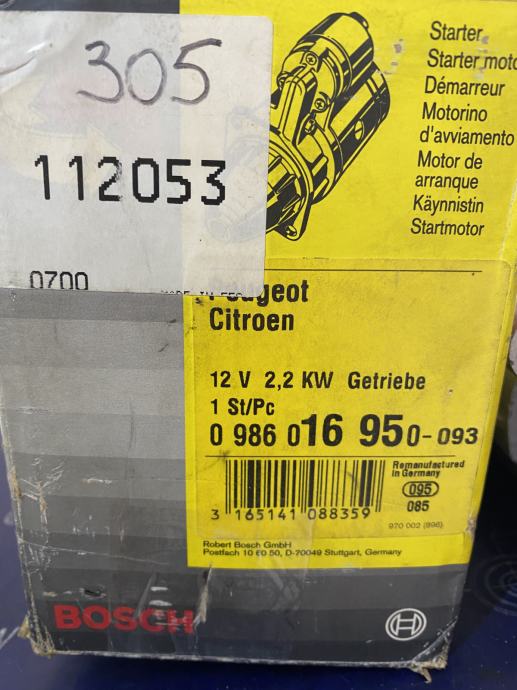 305
112053
0700
Starter
Starter moto
Démarreur
Motorino
d'avviamento
Motor de
arranque
Käynnistin
Startmotor
Peugeot
Citroen
12 V 2,2 KW Getriebe
1 St/Pc
0 986 016 950-093
Remanufactured
in Germany
095
085
3 165141 088359
970 002 (896)
Robert Bosch GmbH
Postfach 10 60 50, D-70049 Stuttgart, Germany
BOSCH